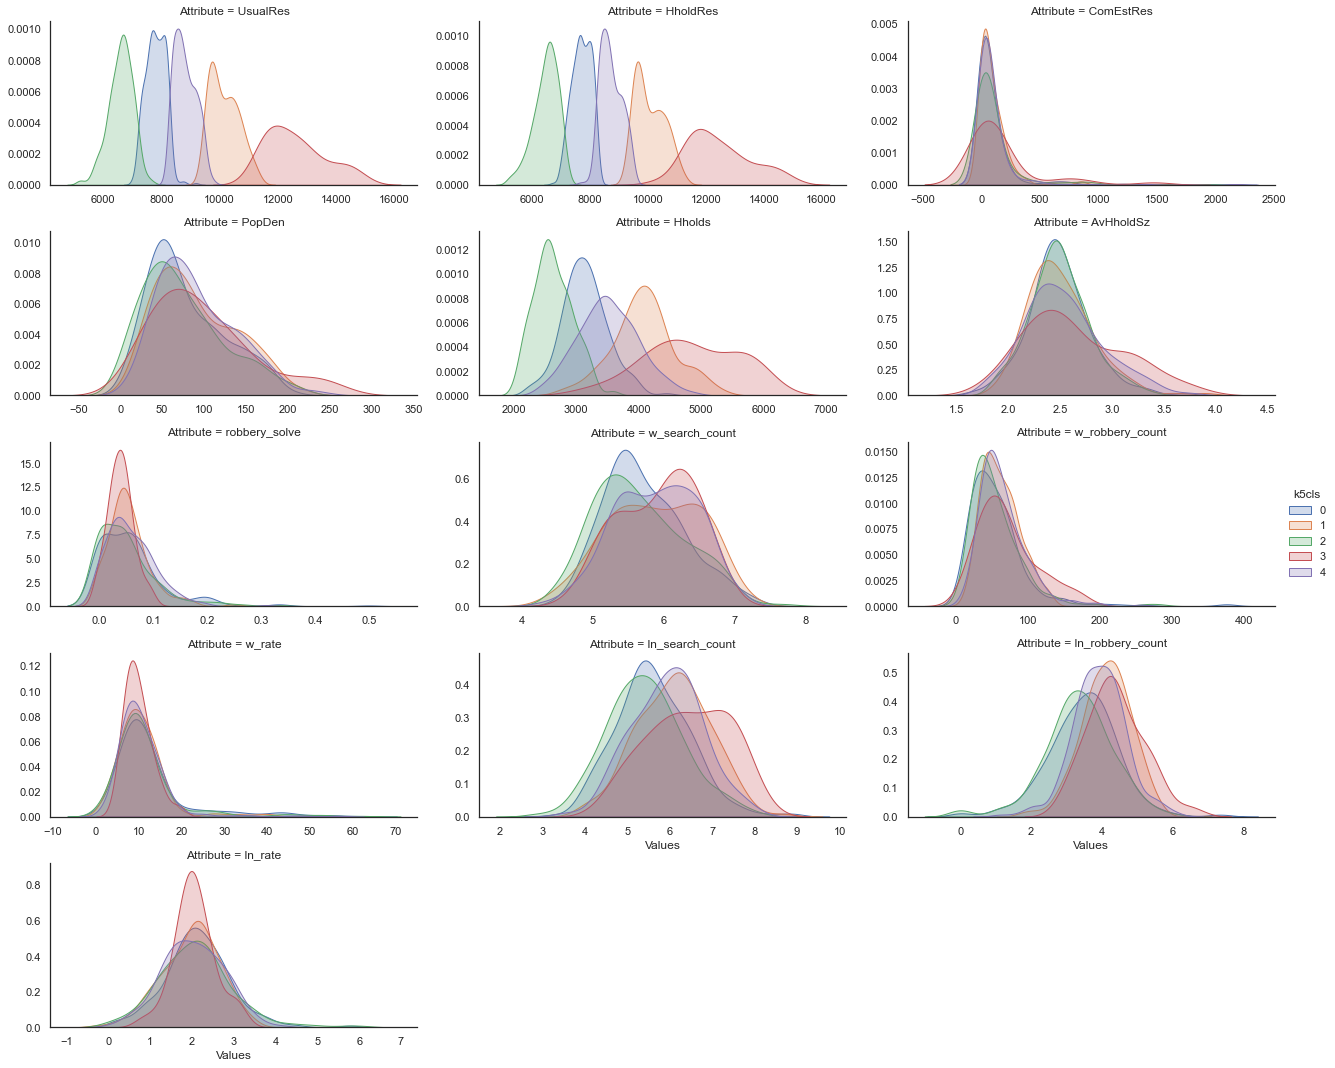 Attribute = UsualRes
0.0010
0.0008
0.0006
0.0004
0.0002
0.0000
6000 8000 10000 12000 14000 16000
Attribute = HholdRes
0.0010
0.0008
0.0006
0.0004
0.0002
0.0000
6000 8000 10000 12000 14000 16000
Attribute = ComEstRes
0.005
0.004
0.003
0.002
0.001
0.000
−500 0 500 1000 1500 2000 2500
Attribute = PopDen
0.010
0.008
0.006
0.004
0.002
0.000
−50 0 50 100 150 200 250 300 350
Attribute = Hholds
0.0012
0.0010
0.0008
0.0006
0.0004
0.0002
0.0000
2000 3000 4000 5000 6000 7000
Attribute = AvHholdSz
1.50
1.25
1.00
0.75
0.50
0.25
0.00
1.5 2.0 2.5 3.0 3.5 4.0 4.5
Attribute = robbery_solve
15.0
12.5
10.0
7.5
5.0
2.5
0.0
0.0 0.1 0.2 0.3 0.4 0.5
Attribute = w_search_count
0.6
0.4
0.2
0.0
4 5 6 7 8
Attribute = w_robbery_count
0.0150
0.0125
0.0100
0.0075
0.0050
0.0025
0.0000
0 100 200 300 400
k5cls
0
1
2
3
4
Attribute = w_rate
0.12
0.10
0.08
0.06
0.04
0.02
0.00
−10 0 10 20 30 40 50 60 70
Attribute = ln_search_count
0.4
0.3
0.2
0.1
0.0
2 3 4 5 6 7 8 9 10
Values
Attribute = ln_robbery_count
0.5
0.4
0.3
0.2
0.1
0.0
0 2 4 6 8
Values
Attribute = ln_rate
0.8
0.6
0.4
0.2
0.0
−1 0 1 2 3 4 5 6 7
Values